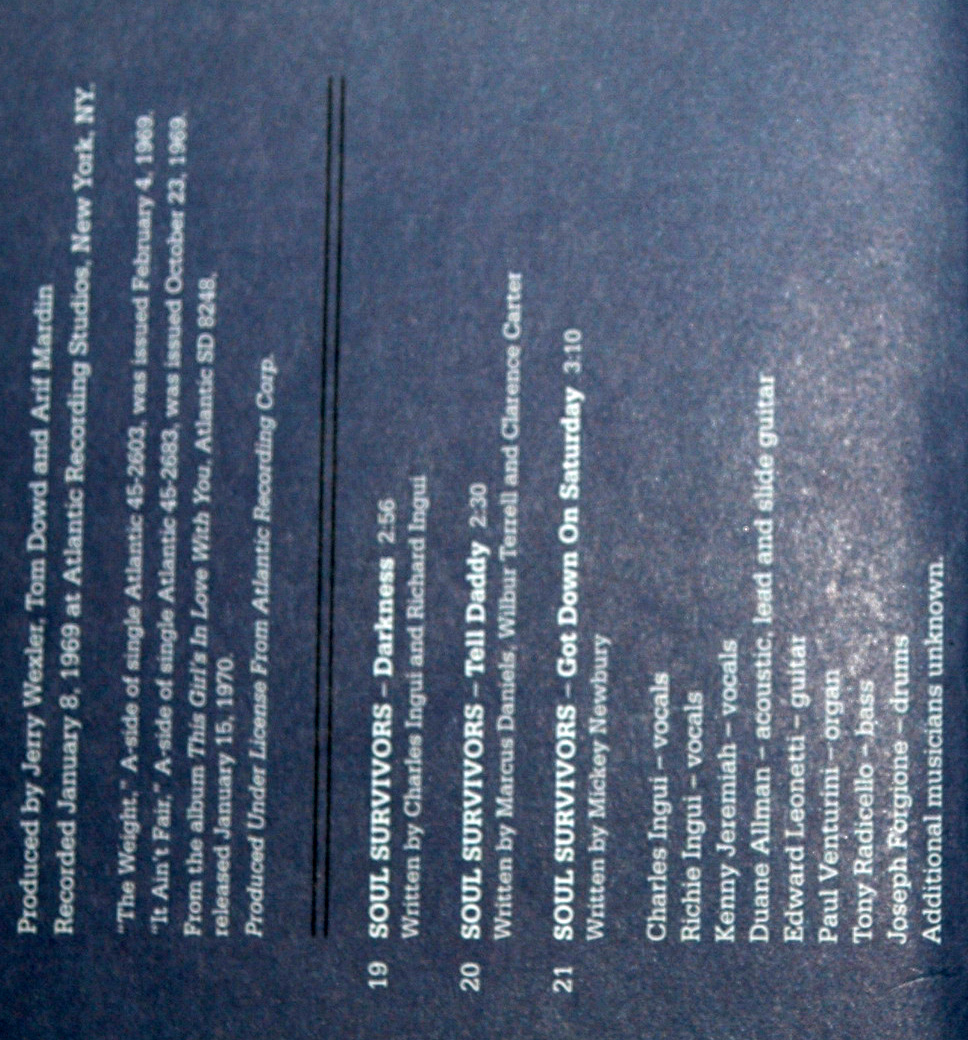 Produced by Jerry Wexler, Tom Dowd and Arif Mardin
Recorded January 8, 1969 at Atlantic Recording Studios, New York, NY.
"The Weight," A-side of single Atlantic 45-2603, was issued February 4, 1969.
"It Ain't Fair," A-side of single Atlantic 45-2683, was issued October 23, 1969.
From the album This Girl's In Love With You, Atlantic SD 8248,
released January 15, 1970.
Produced Under License From Atlantic Recording Corp.
19 SOUL SURVIVORS – Darkness 2:56
Written by Charles Ingui and Richard Ingui
20 SOUL SURVIVORS – Tell Daddy 2:30
Written by Marcus Daniels, Wilbur Terrell and Clarence Carter
21 SOUL SURVIVORS – Got Down On Saturday 3:10
Written by Mickey Newbury
Charles Ingui – vocals
Richie Ingui – vocals
Kenny Jeremiah – vocals
Duane Allman – acoustic, lead and slide guitar
Edward Leonetti – guitar
Paul Venturini – organ
Tony Radicello – bass
Joseph Forgione – drums
Additional musicians unknown.